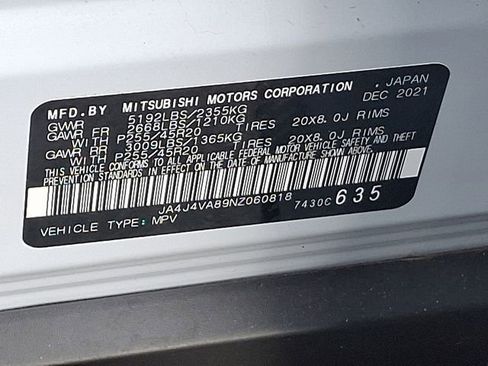 MFD.BY MITSUBISHI MOTORS CORPORATION, JAPAN
GVWR 5192LBS/2355KG DEC 2021
GAWR FR 2668LBS/1210KG
WITH P255/45R20 TIRES 20X8.0J RIMS
GAWR RR 3009LBS/1365KG
WITH P255/45R20 TIRES 20X8.0J RIMS
THIS VEHICLE CONFORMS TO ALL APPLICABLE FEDERAL MOTOR VEHICLE SAFETY, BUMPER, AND THEFT
PREVENTION STANDARDS IN EFFECT ON THE DATE OF MANUFACTURE SHOWN ABOVE.
JA4J4VA89NZ060818
VEHICLE TYPE: MPV 7430C 635